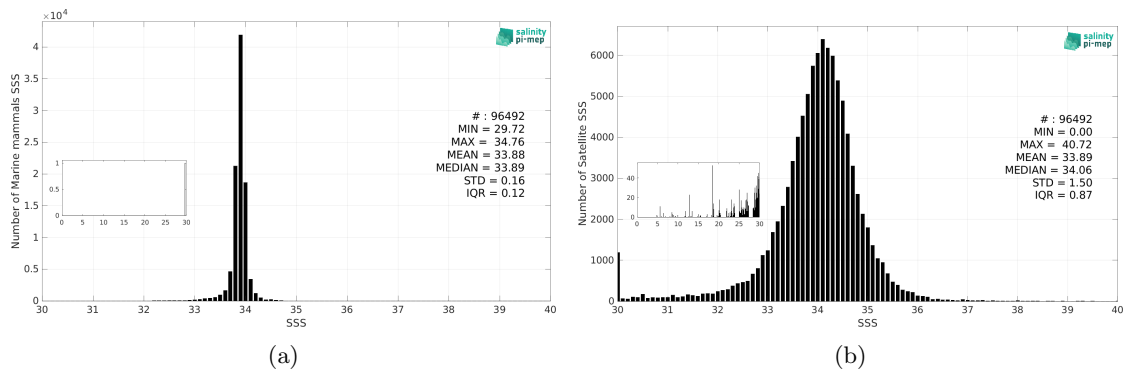 ×10⁴
4
3.5
3
2.5
2
1.5
1
0.5
0
Number of Marine mammals SSS
salinity
pi-mep
# : 96492
MIN = 29.72
MAX = 34.76
MEAN = 33.88
MEDIAN = 33.89
STD = 0.16
IQR = 0.12
1
0.5
0
0 5 10 15 20 25 30
30 31 32 33 34 35 36 37 38 39 40
SSS
(a)
6000
5000
4000
3000
2000
1000
0
Number of Satellite SSS
salinity
pi-mep
# : 96492
MIN = 0.00
MAX = 40.72
MEAN = 33.89
MEDIAN = 34.06
STD = 1.50
IQR = 0.87
40
20
0
0 5 10 15 20 25 30
30 31 32 33 34 35 36 37 38 39 40
SSS
(b)